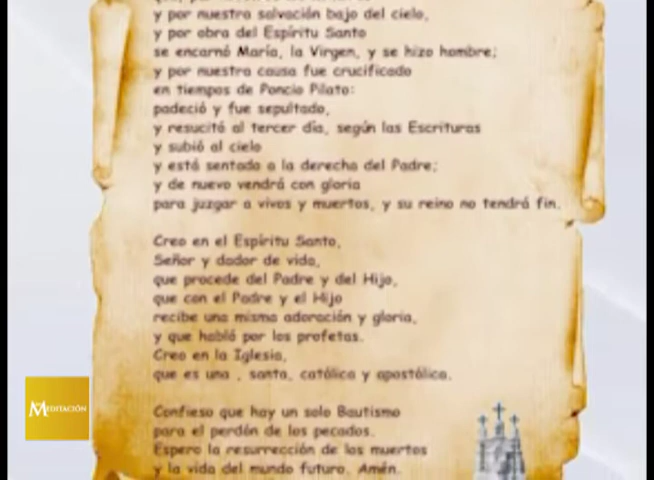 y por nuestra salvación bajo del cielo,
y por obra del Espíritu Santo
se encarnó María, la Virgen, y se hizo hombre;
y por nuestra causa fue crucificado
en tiempos de Poncio Pilato:
padeció y fue sepultado,
y resucitó al tercer día, según las Escrituras
y subió al cielo
y está sentado a la derecha del Padre;
y de nuevo vendrá con gloria
para juzgar a vivos y muertos, y su reino no tendrá fin.
Creo en el Espíritu Santo,
Señor y dador de vida,
que procede del Padre y del Hijo,
que con el Padre y el Hijo
recibe una misma adoración y gloria,
y que habló por los profetas.
Creo en la Iglesia,
que es una , santa, católica y apostólica.
Confieso que hay un solo Bautismo
para el perdón de los pecados.
Espero la resurrección de los muertos
y la vida del mundo futuro. Amén.
MEDITACIÓN